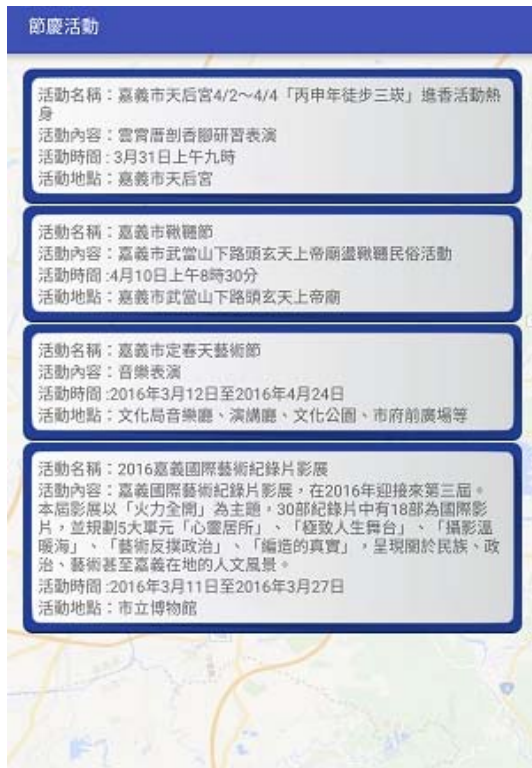 節慶活動
活動名稱：嘉義市天后宮4/2～4/4「丙申年徒步三崁」進香活動熱
身
活動內容：雲霄厝剖香腳研習表演
活動時間 : 3月31日上午九時
活動地點：嘉義市天后宮
活動名稱：嘉義市鞦韆節
活動內容：嘉義市武當山下路頭玄天上帝廟盪鞦韆民俗活動
活動時間 :4月10日上午8時30分
活動地點：嘉義市武當山下路頭玄天上帝廟
活動名稱：嘉義市定春天藝術節
活動內容：音樂表演
活動時間 :2016年3月12日至2016年4月24日
活動地點：文化局音樂廳、演講廳、文化公園、市府前廣場等
活動名稱：2016嘉義國際藝術紀錄片影展
活動內容：嘉義國際藝術紀錄片影展，在2016年迎接來第三屆。
本屆影展以「火力全開」為主題，30部紀錄片中有18部為國際影
片，並規劃5大單元「心靈居所」、「極致人生舞台」、「攝影溫
暖海」、「藝術反撲政治」、「編造的真實」，呈現關於民族、政
治、藝術甚至嘉義在地的人文風景。
活動時間 :2016年3月11日至2016年3月27日
活動地點：市立博物館